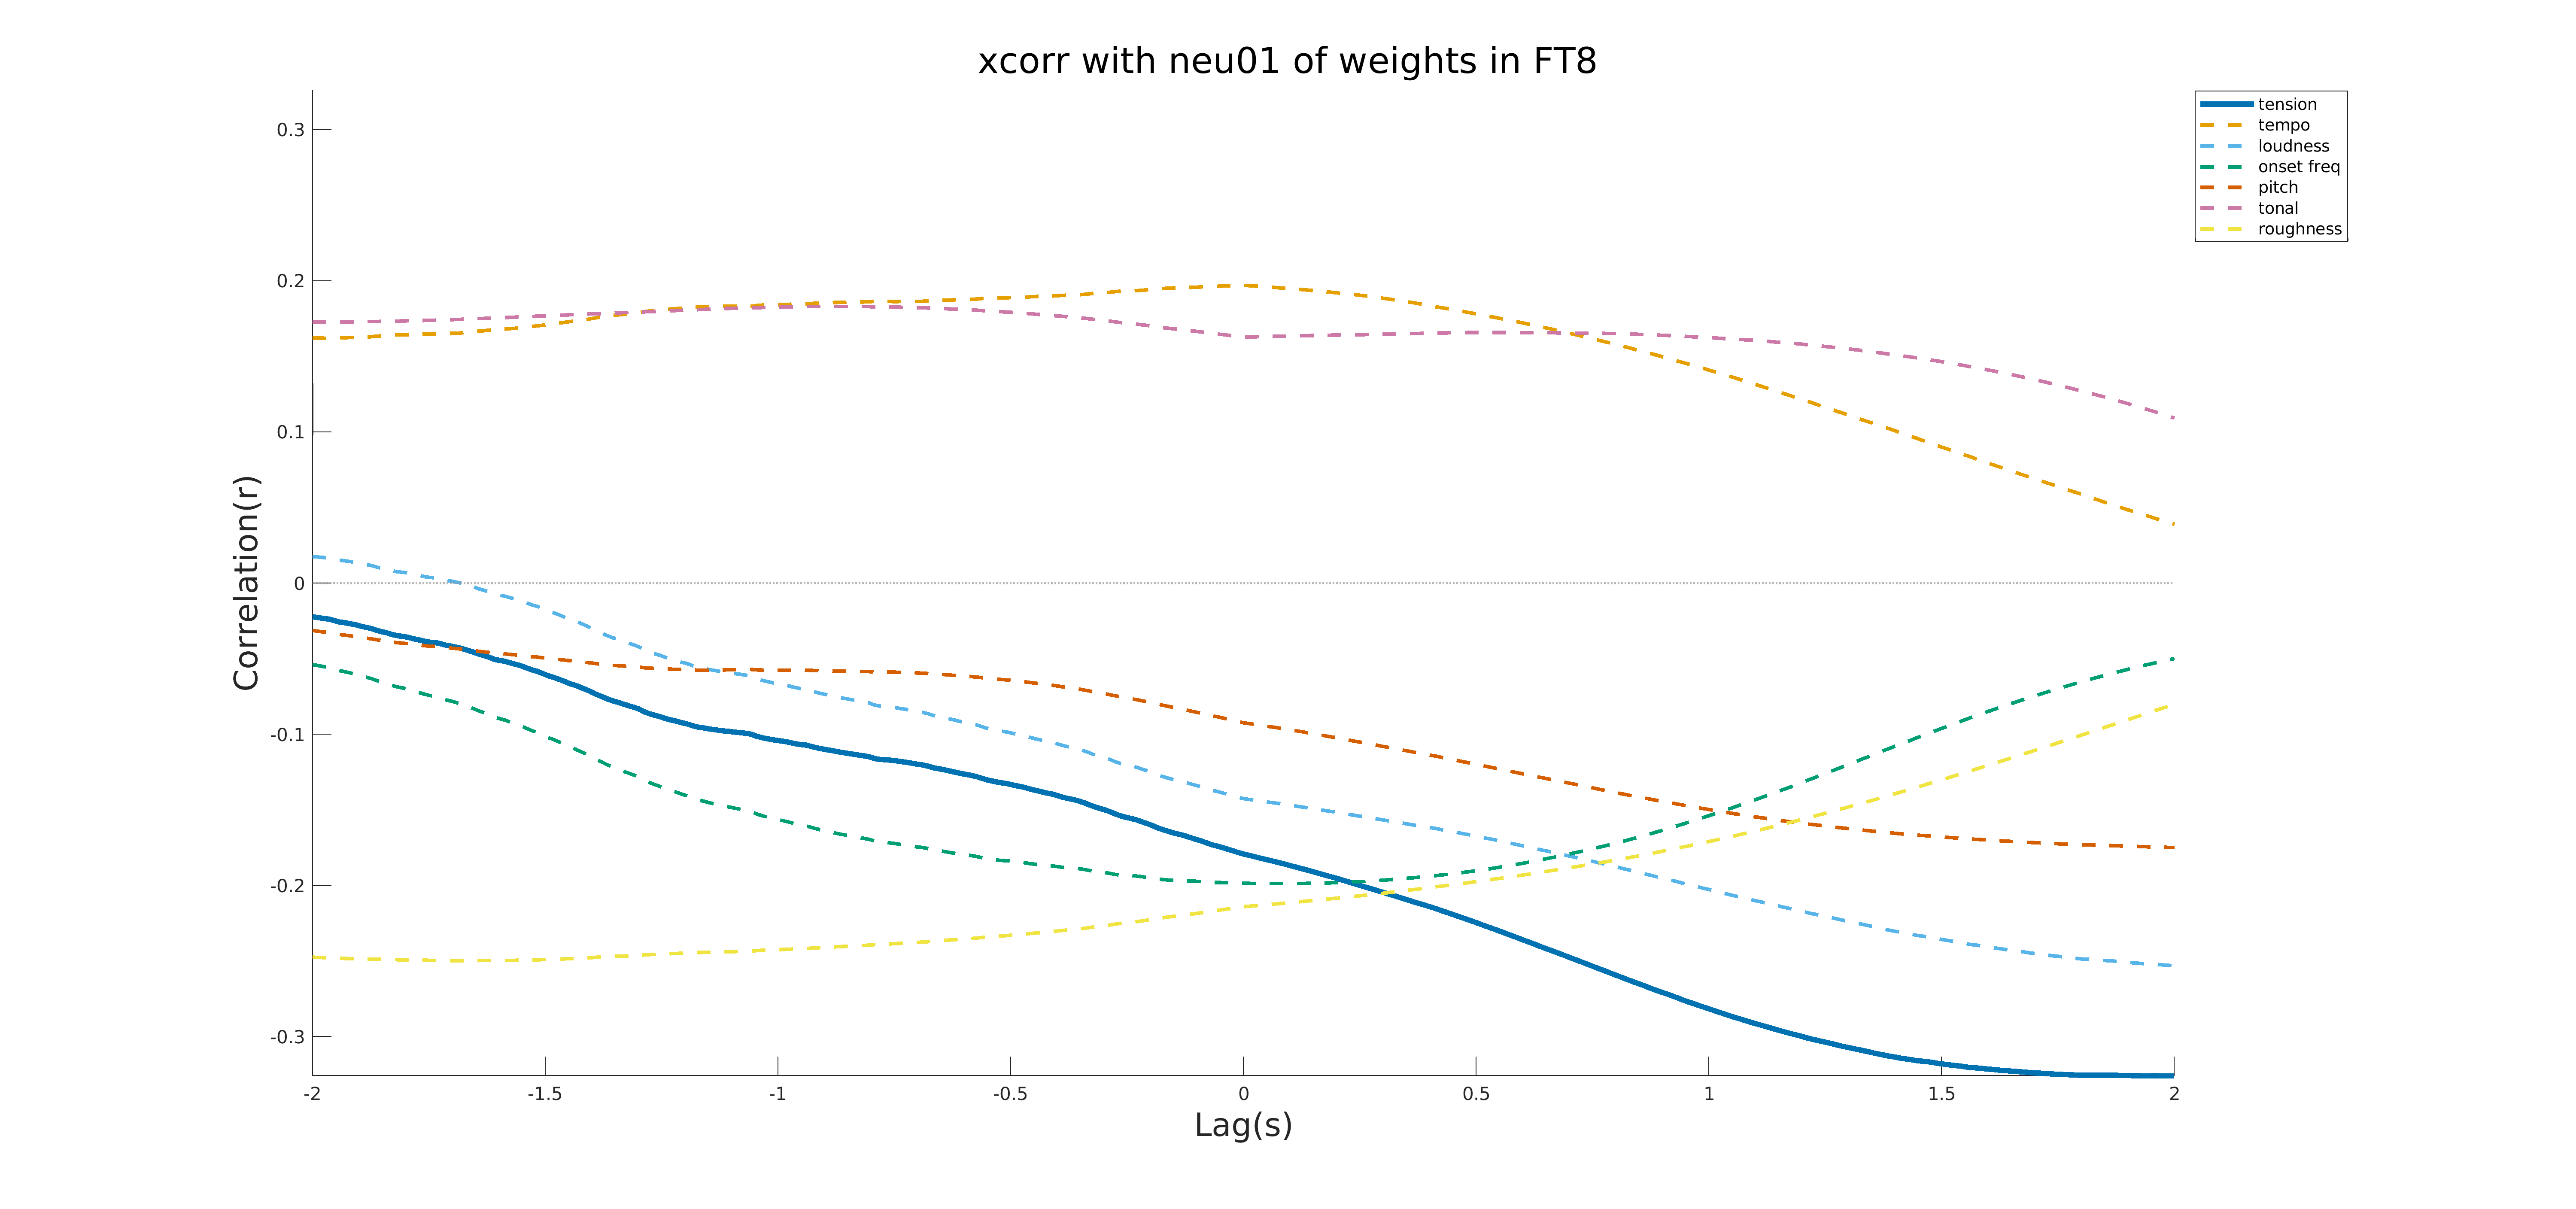 xcorr with neu01 of weights in FT8
tension
tempo
loudness
onset freq
pitch
tonal
roughness
0.3
0.2
0.1
0
-0.1
-0.2
-0.3
Correlation(r)
-2
-1.5
-1
-0.5
0
0.5
1
1.5
2
Lag(s)